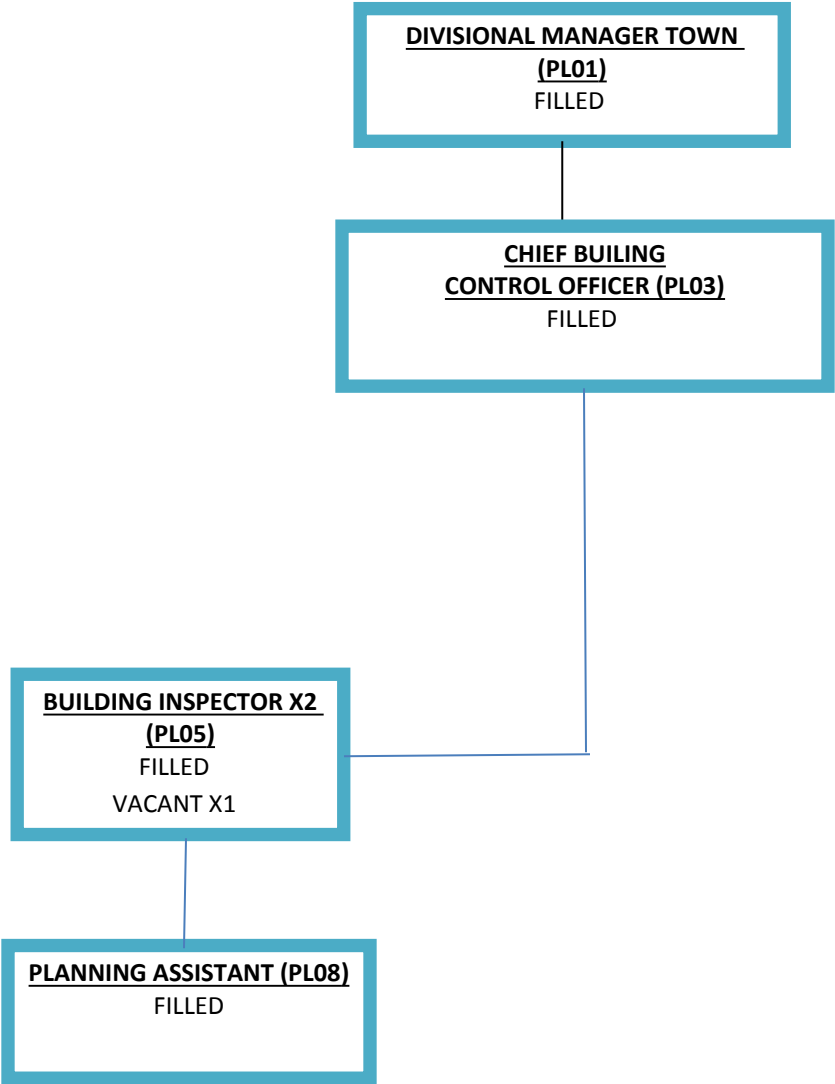 DIVISIONAL MANAGER TOWN
(PL01)
FILLED
CHIEF BUILING
CONTROL OFFICER (PL03)
FILLED
BUILDING INSPECTOR X2
(PL05)
FILLED
VACANT X1
PLANNING ASSISTANT (PL08)
FILLED